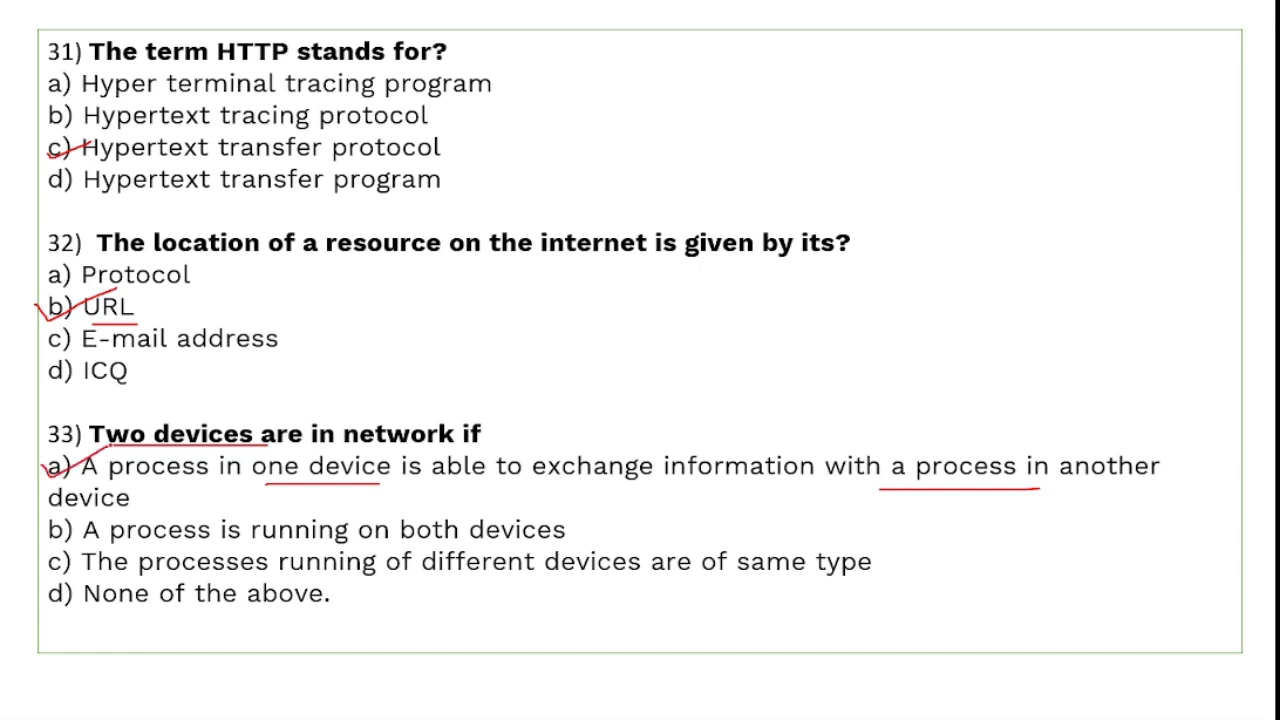 31) The term HTTP stands for?
a) Hyper terminal tracing program
b) Hypertext tracing protocol
c) Hypertext transfer protocol
d) Hypertext transfer program
32) The location of a resource on the internet is given by its?
a) Protocol
b) URL
c) E-mail address
d) ICQ
33) Two devices are in network if
a) A process in one device is able to exchange information with a process in another
device
b) A process is running on both devices
c) The processes running of different devices are of same type
d) None of the above.